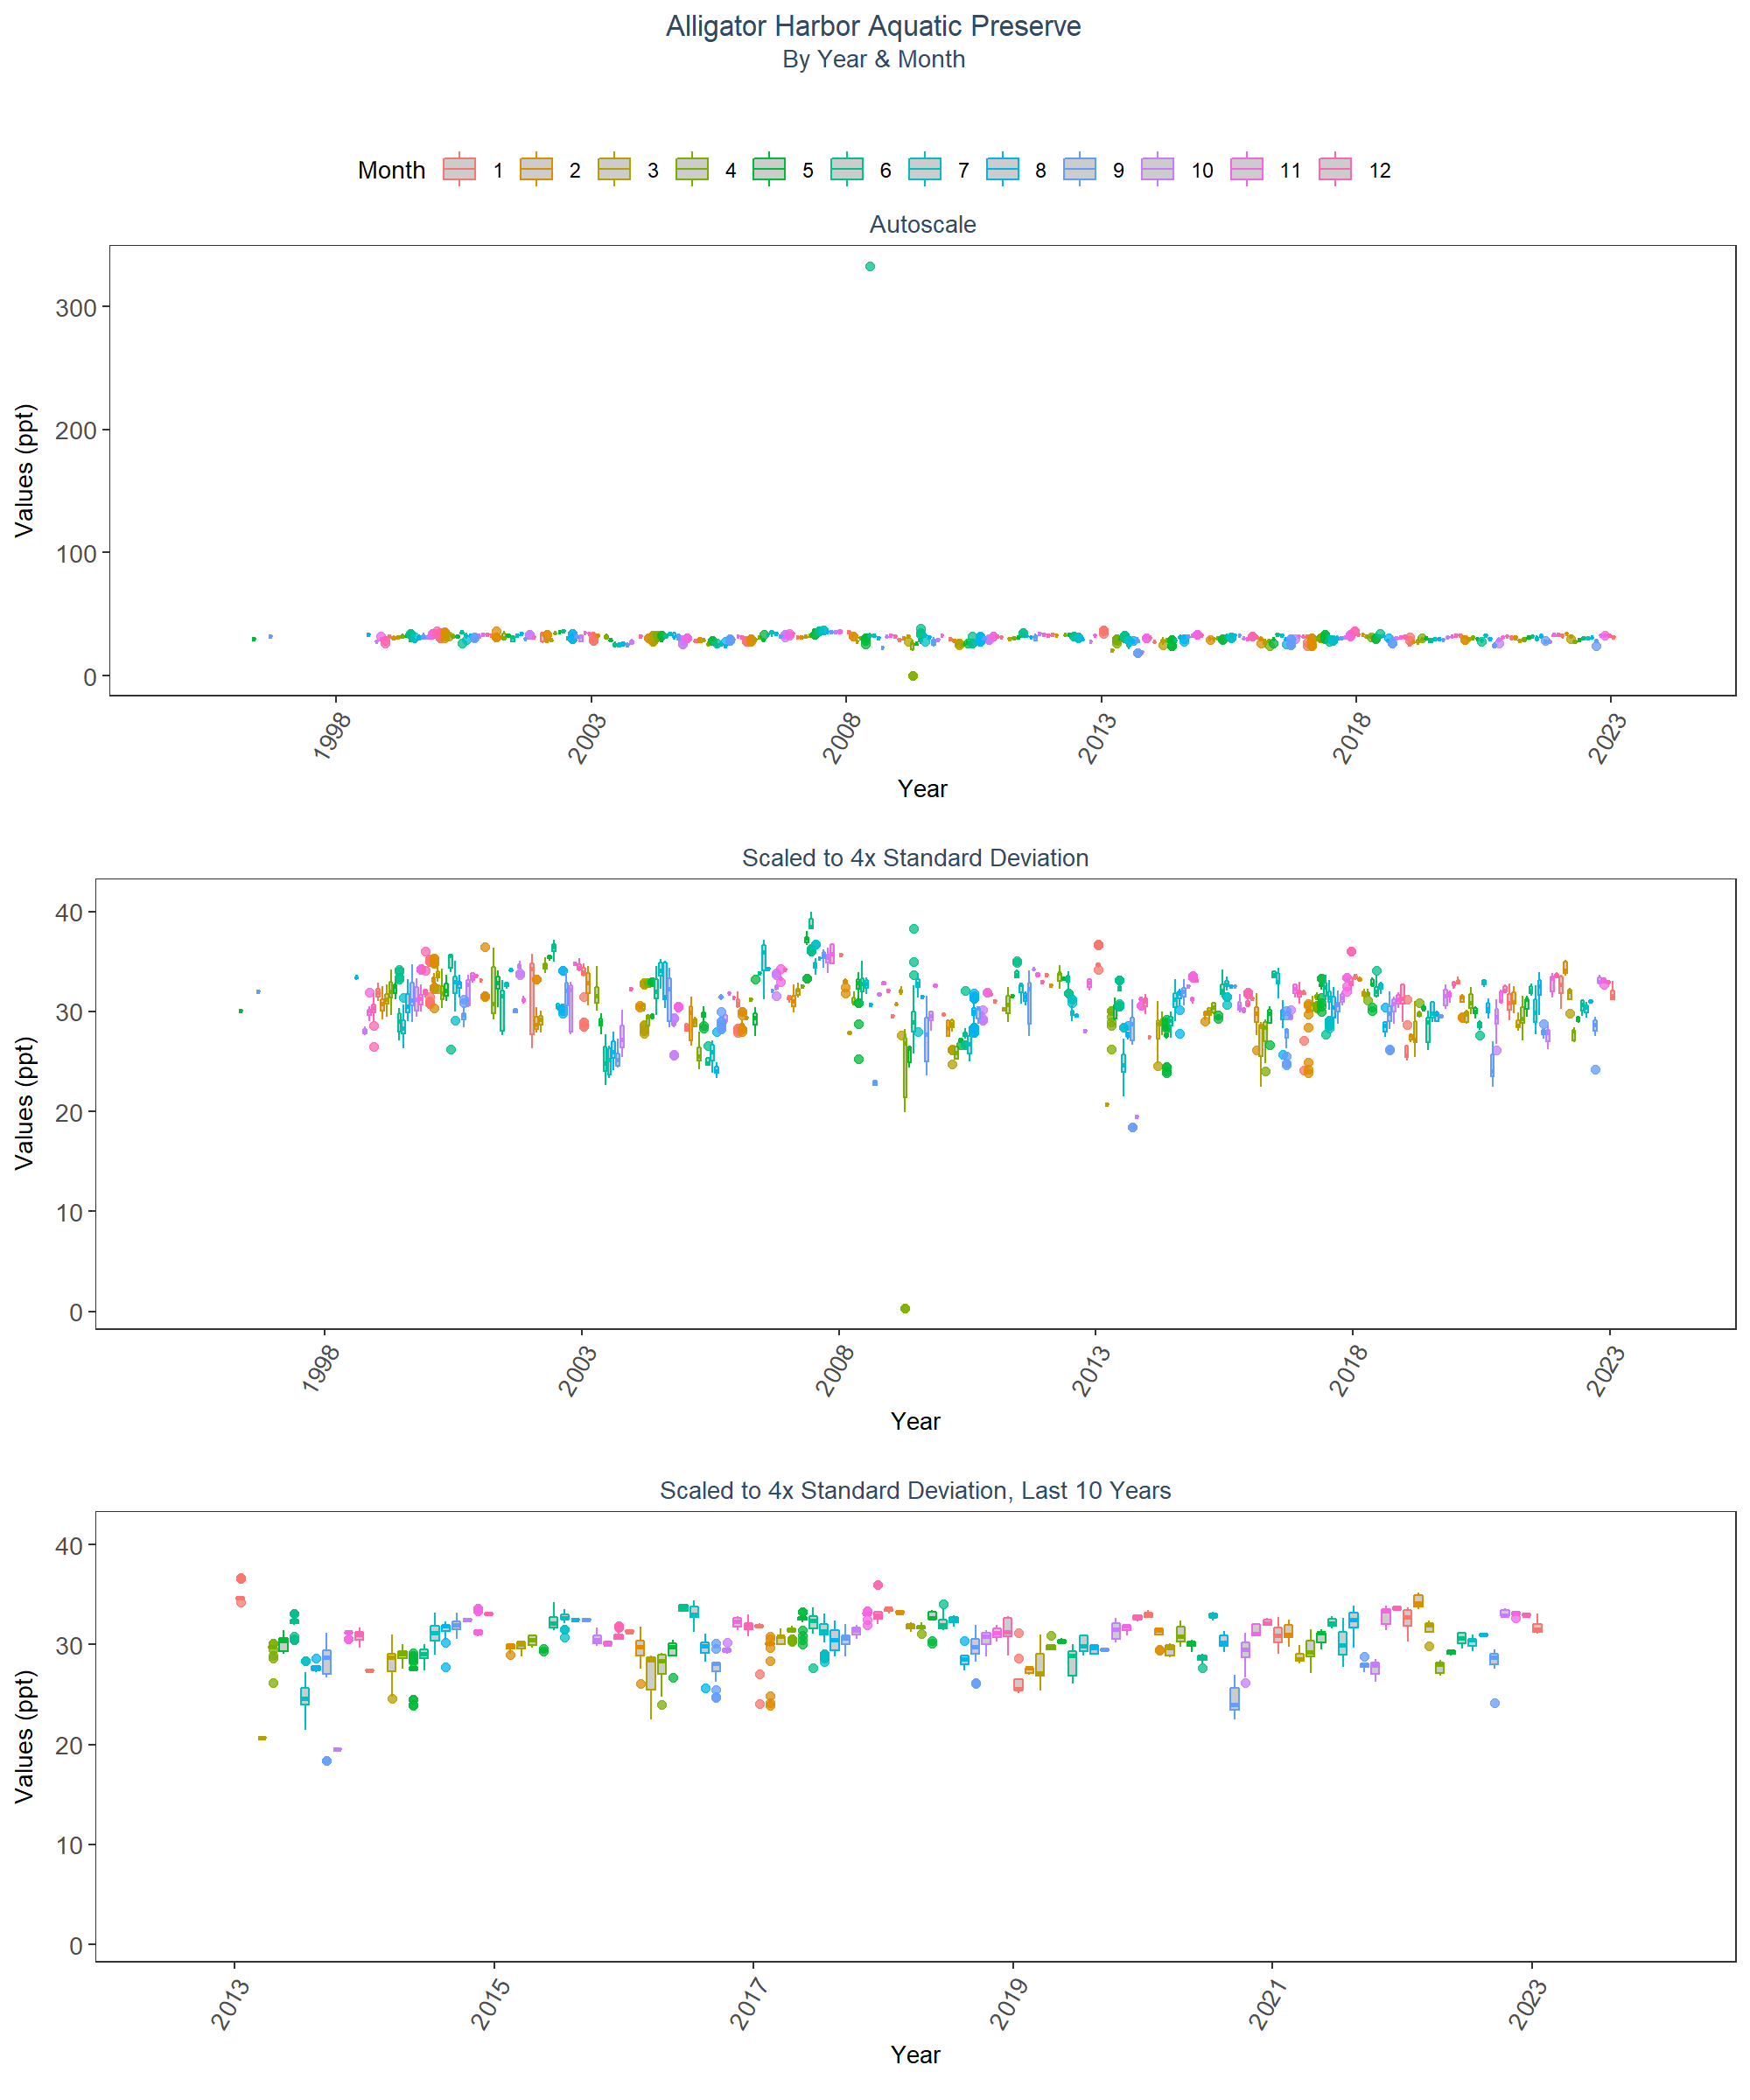 Alligator Harbor Aquatic Preserve
By Year & Month
Month 1 2 3 4 5 6 7 8 9 10 11 12
Autoscale
Values (ppt)
300
200
100
0
1998 2003 2008 2013 2018 2023
Year
Scaled to 4x Standard Deviation
Values (ppt)
40
30
20
10
0
1998 2003 2008 2013 2018 2023
Year
Scaled to 4x Standard Deviation, Last 10 Years
Values (ppt)
40
30
20
10
0
2013 2015 2017 2019 2021 2023
Year